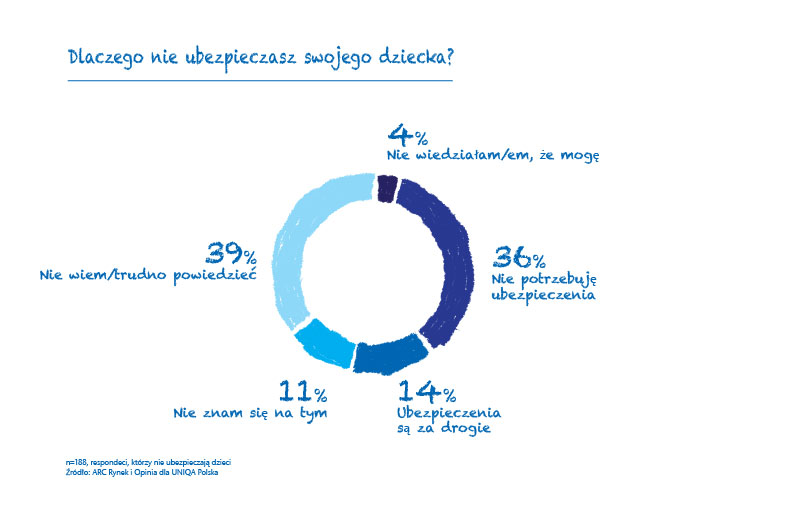 Dlaczego nie ubezpieczasz swojego dziecka?
4%
Nie wiedziałam/em, że mogę
36%
Nie potrzebuję
ubezpieczenia
14%
Ubezpieczenia
są za drogie
11%
Nie znam się na tym
39%
Nie wiem/trudno powiedzieć
n=188, respondeci, którzy nie ubezpieczają dzieci
Źródło: ARC Rynek i Opinia dla UNIQA Polska